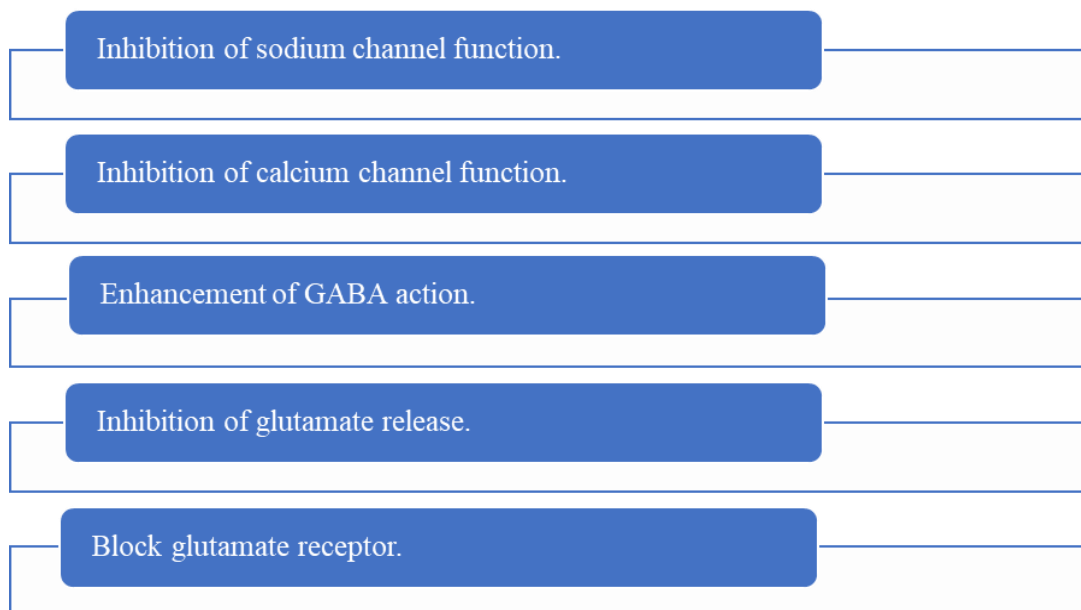 Inhibition of sodium channel function.
Inhibition of calcium channel function.
Enhancement of GABA action.
Inhibition of glutamate release.
Block glutamate receptor.